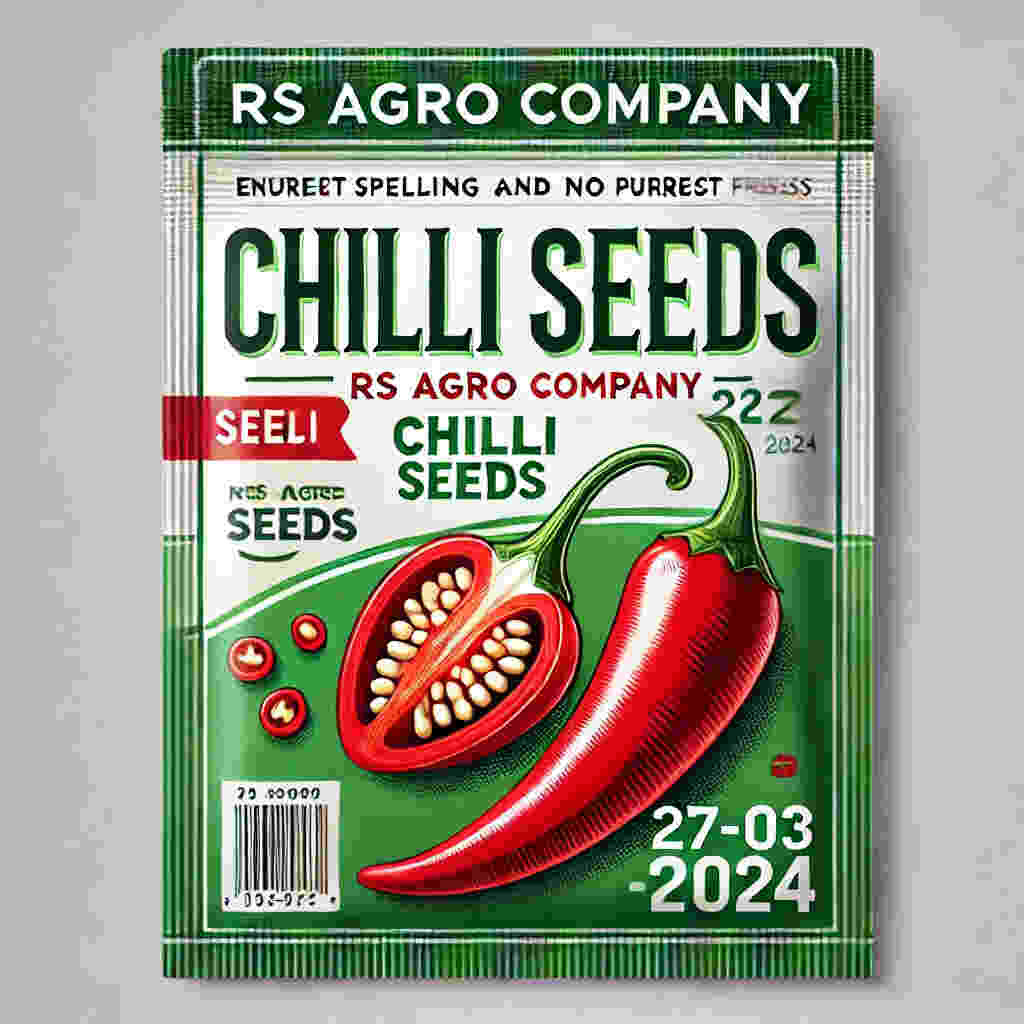 RS AGRO COMPANY
ENUREET SPELLING AND NO PURREST
CHILLI SEEDS
RS AGRO COMPANY
22Z
2024
SEELI
CHILLI
SEEDS
SEEDS
27-03
-2024